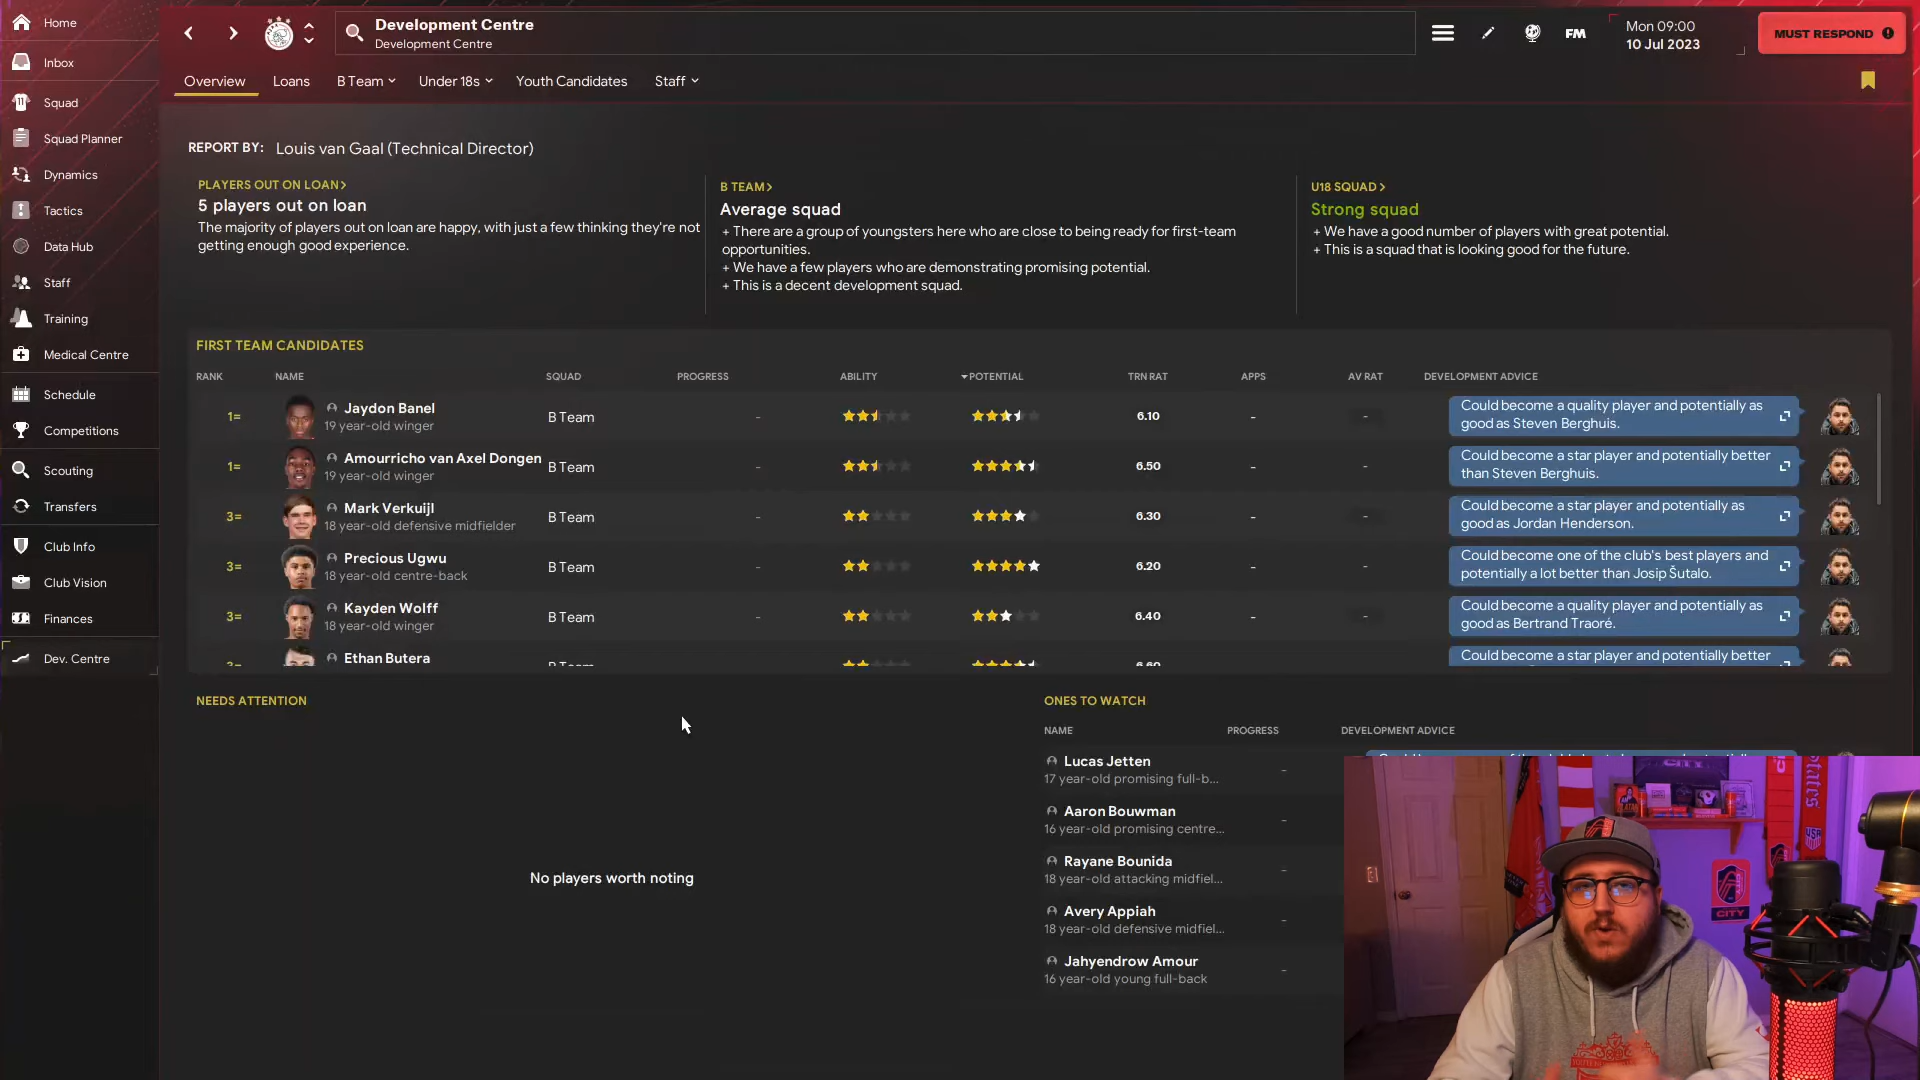 Home
Development Centre
Development Centre
FM
Mon 09:00
10 Jul 2023
MUST RESPOND
Inbox
Overview
Loans
B Team
Under 18s
Youth Candidates
Staff
Squad
Squad Planner
Dynamics
Tactics
Data Hub
Staff
Training
Medical Centre
Schedule
Competitions
Scouting
Transfers
Club Info
Club Vision
Finances
Dev. Centre
REPORT BY: Louis van Gaal (Technical Director)
PLAYERS OUT ON LOAN>
5 players out on loan
The majority of players out on loan are happy, with just a few thinking they're not
getting enough good experience.
B TEAM>
Average squad
+ There are a group of youngsters here who are close to being ready for first-team
opportunities.
+ We have a few players who are demonstrating promising potential.
+ This is a decent development squad.
U18 SQUAD>
Strong squad
+ We have a good number of players with great potential.
+ This is a squad that is looking good for the future.
FIRST TEAM CANDIDATES
RANK NAME SQUAD PROGRESS ABILITY POTENTIAL TRN RAT APPS AV RAT DEVELOPMENT ADVICE
1= Jaydon Banel
19 year-old winger
B Team - 6.10 - -
Could become a quality player and potentially as
good as Steven Berghuis.
1= Amourricho van Axel Dongen
19 year-old winger
B Team - 6.50 - -
Could become a star player and potentially better
than Steven Berghuis.
3= Mark Verkuijl
18 year-old defensive midfielder
B Team - 6.30 - -
Could become a star player and potentially as
good as Jordan Henderson.
3= Precious Ugwu
18 year-old centre-back
B Team - 6.20 - -
Could become one of the club's best players and
potentially a lot better than Josip Šutalo.
3= Kayden Wolff
18 year-old winger
B Team - 6.40 - -
Could become a quality player and potentially as
good as Bertrand Traoré.
3= Ethan Butera
B Team 6.60
Could become a star player and potentially better
NEEDS ATTENTION
No players worth noting
ONES TO WATCH
NAME PROGRESS DEVELOPMENT ADVICE
Lucas Jetten
17 year-old promising full-b... -
Aaron Bouwman
16 year-old promising centre... -
Rayane Bounida
18 year-old attacking midfiel... -
Avery Appiah
18 year-old defensive midfiel... -
Jahyendrow Amour
16 year-old young full-back -
CITY
CITY